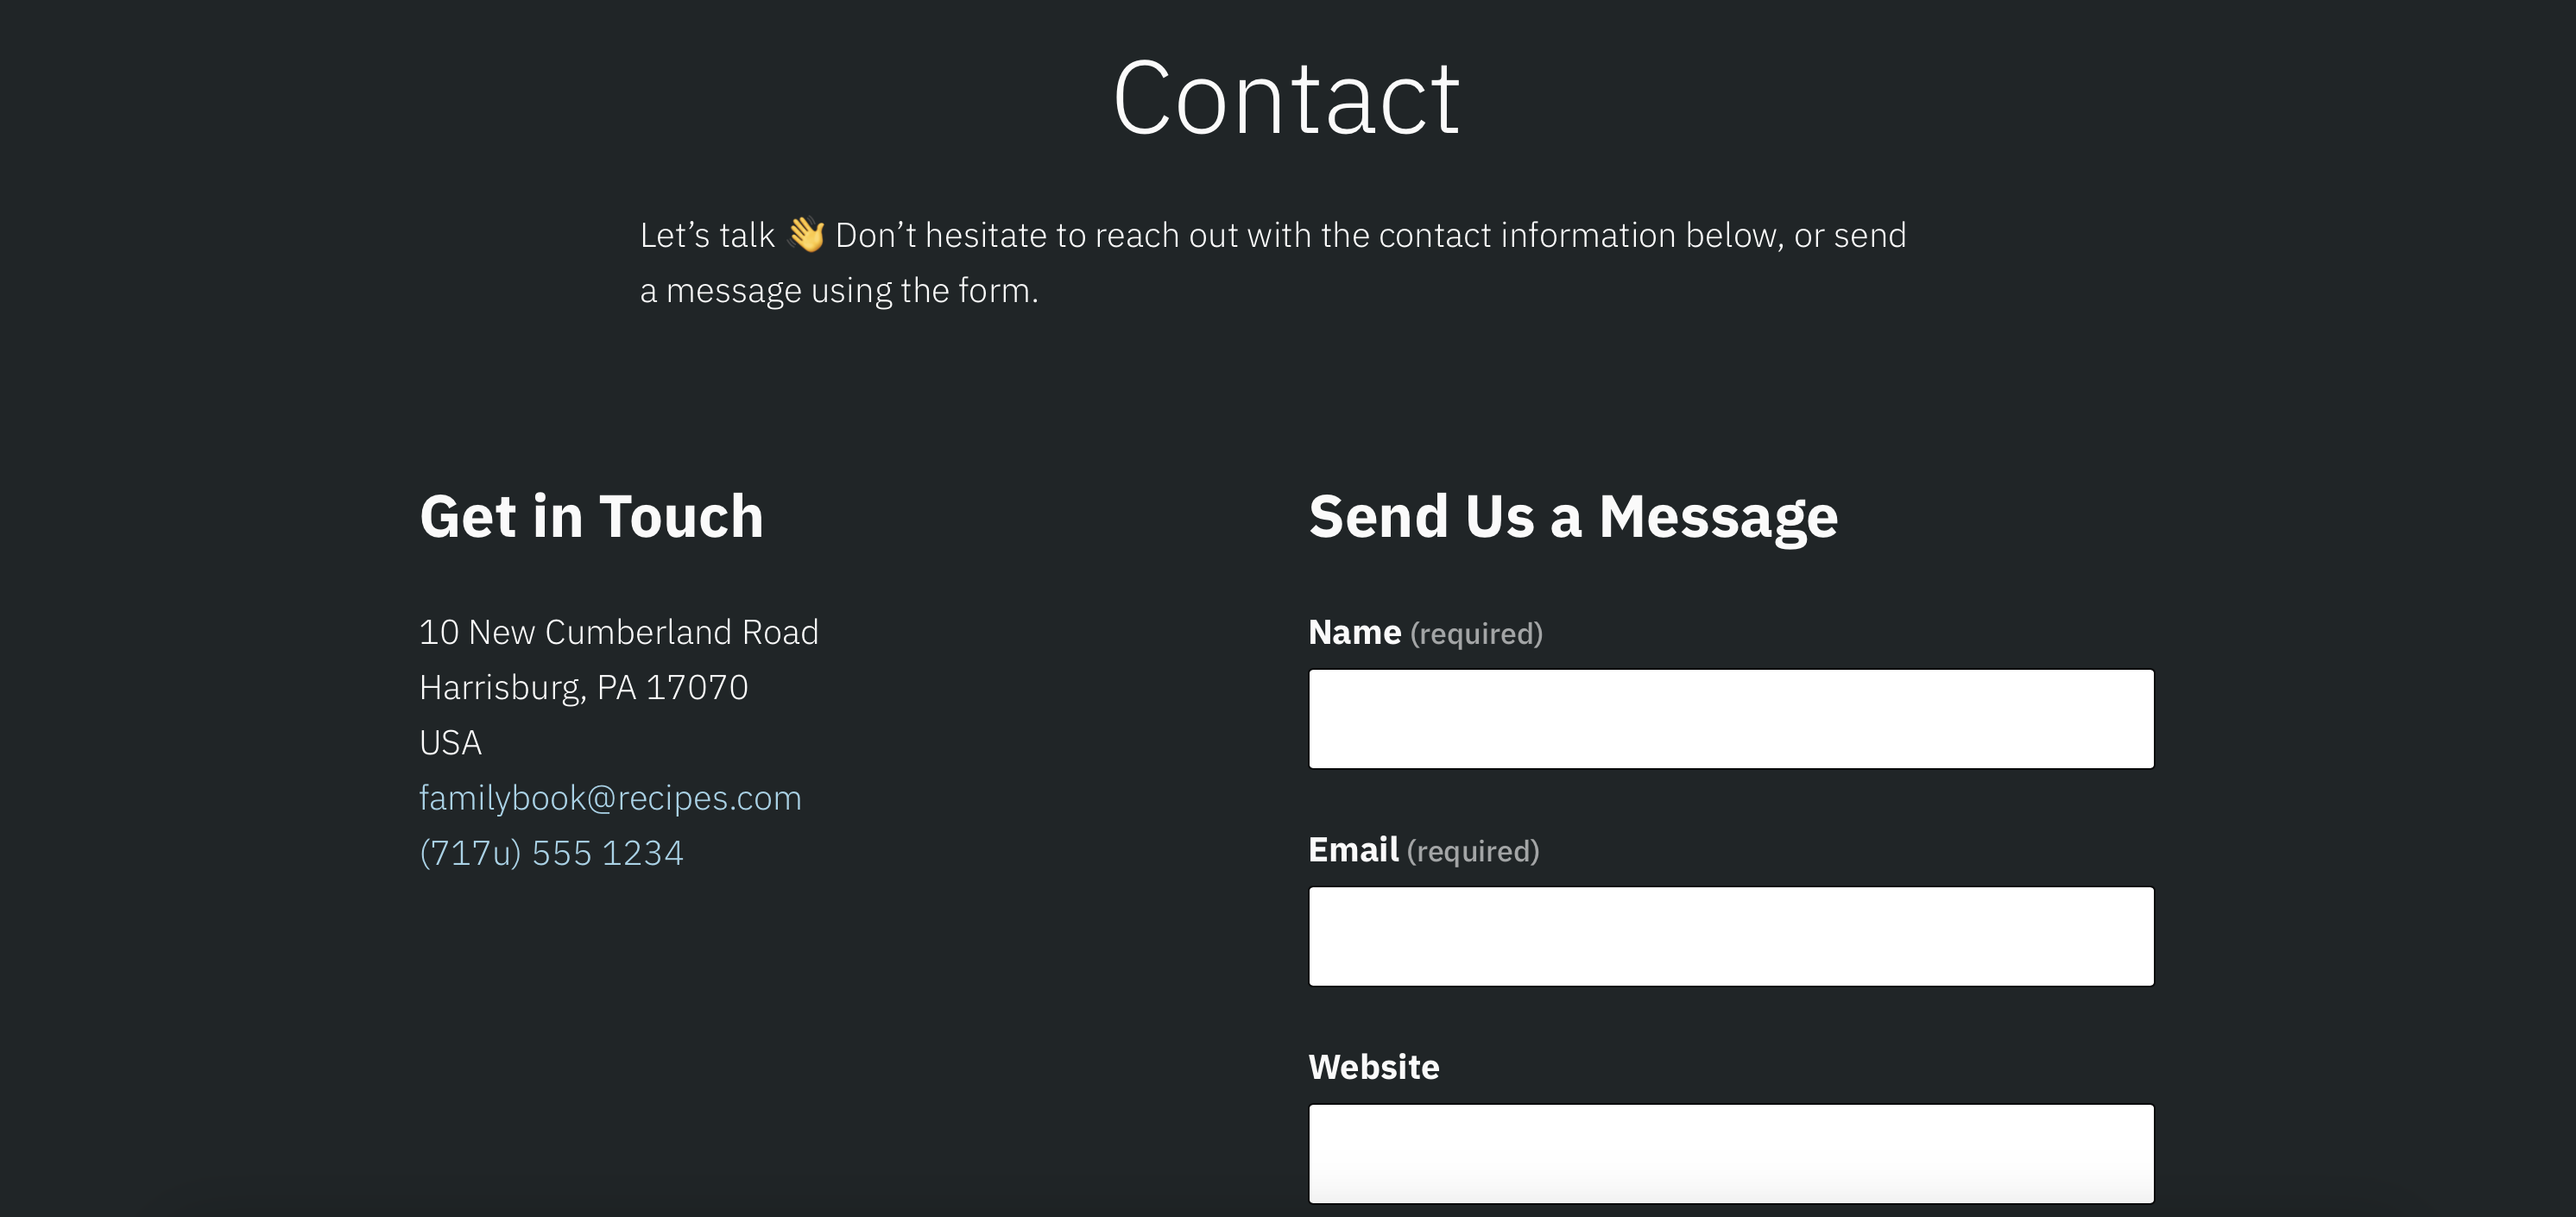 Contact
Let’s talk 👋 Don’t hesitate to reach out with the contact information below, or send
a message using the form.
Get in Touch
10 New Cumberland Road
Harrisburg, PA 17070
USA
familybook@recipes.com
(717u) 555 1234
Send Us a Message
Name (required)
Email (required)
Website